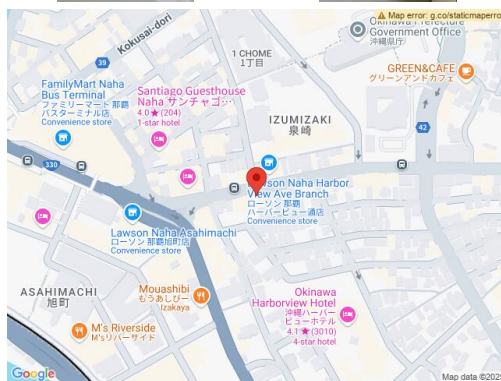 Map error: g.co/staticmaperro
Okinawa Prefecture
Government Office
沖縄県庁
Kokusai-dori
39
1 CHOME
1丁目
GREEN&CAFE
グリーンアンドカフェ
FamilyMart Naha
Bus Terminal
ファミリーマート 那覇
バスターミナル店
Convenience store
Santiago Guesthouse
Naha サンチャゴ…
4.0★(204)
1-star hotel
IZUMIZAKI
泉崎
42
330
Lawson Naha Harbor
View Ave Branch
ローソン 那覇
ハーバービュー通店
Convenience store
Lawson Naha Asahimachi
ローソン 那覇旭町店
Convenience store
ASAHIMACHI
旭町
Mouashibi
もうあしびー
Izakaya
Okinawa
Harborview Hotel
沖縄ハーバー
ビューホテル
4.1★(3010)
4-star hotel
M's Riverside
M'sリバーサイド
Google
Map data ©2025